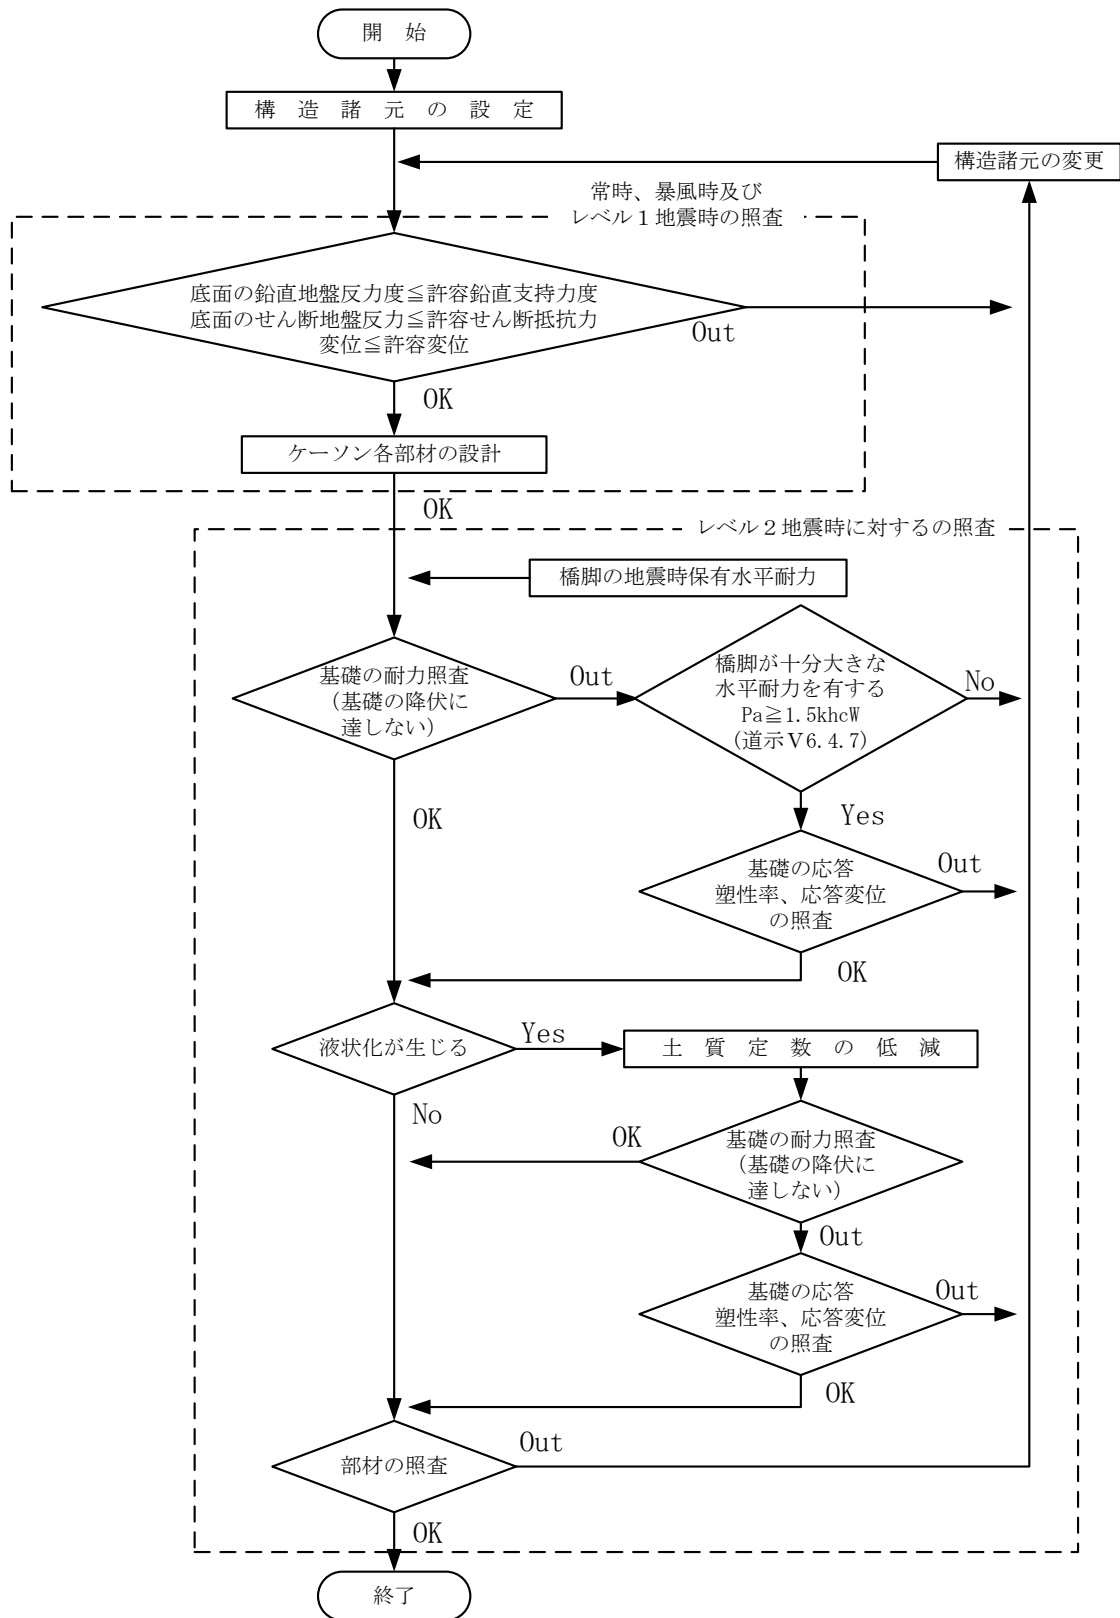 開　始
構　造　諸　元　の　設　定
構造諸元の変更
常時、暴風時及び
レベル１地震時の照査
底面の鉛直地盤反力度≦許容鉛直支持力度
底面のせん断地盤反力≦許容せん断抵抗力
変位≦許容変位
Out
OK
ケーソン各部材の設計
OK
レベル２地震時に対するの照査
橋脚の地震時保有水平耐力
基礎の耐力照査
（基礎の降伏に
達しない）
Out
橋脚が十分大きな
水平耐力を有する
Pa≧1.5khcW
(道示Ⅴ6.4.7)
No
OK
Yes
基礎の応答
塑性率、応答変位
の照査
Out
OK
液状化が生じる
Yes
土　質　定　数　の　低　減
No
OK
基礎の耐力照査
（基礎の降伏に
達しない）
Out
基礎の応答
塑性率、応答変位
の照査
Out
OK
部材の照査
Out
OK
終了